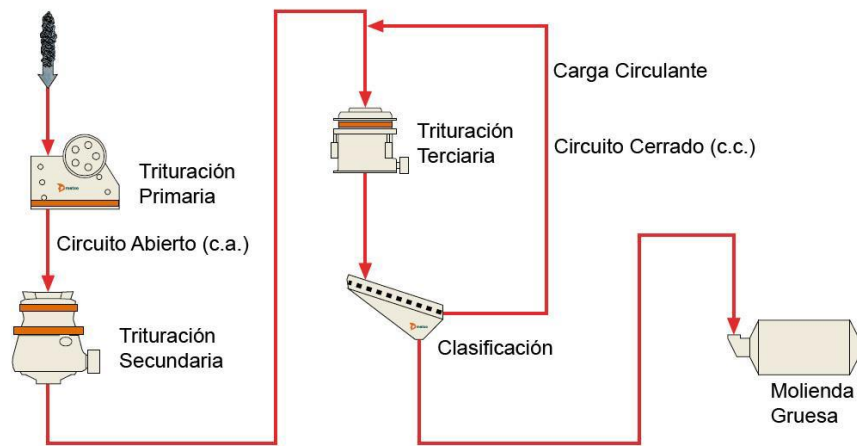 Trituración
Primaria
Circuito Abierto (c.a.)
Trituración
Secundaria
Trituración
Terciaria
Carga Circulante
Circuito Cerrado (c.c.)
Clasificación
Molienda
Gruesa